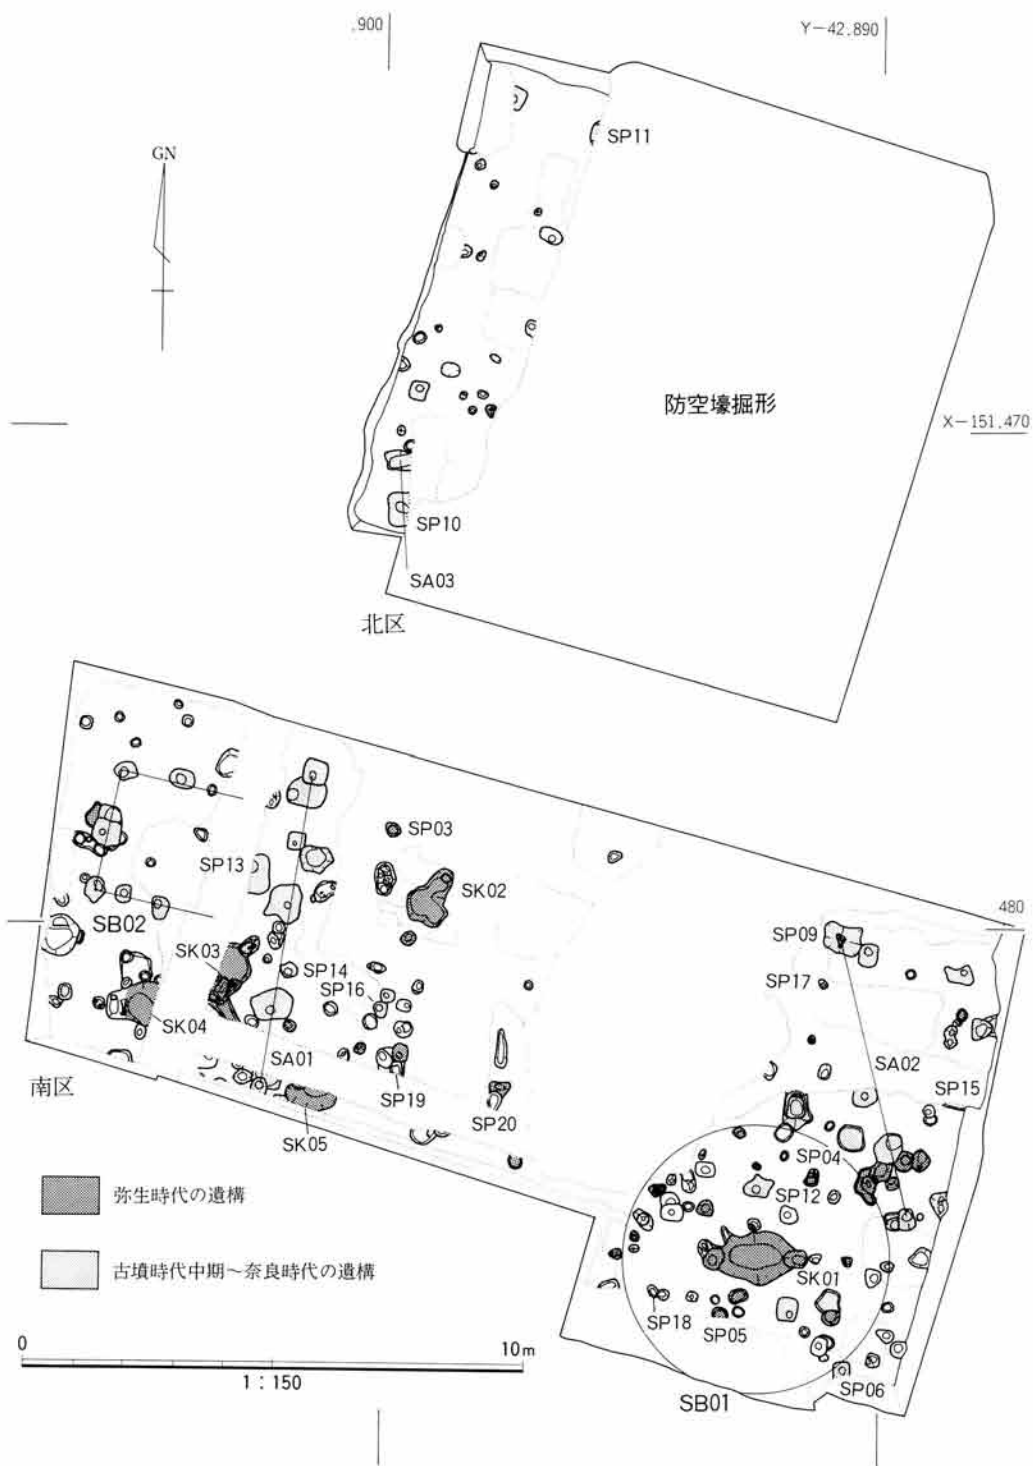 .900
Y−42.890
GN
SP11
防空壕掘形
X−151.470
SP10
SA03
北区
SP03
SP13
SK02
480
SB02
SP09
SK03
SP14
SP17
SP16
SK04
SA02
SA01
SP15
南区
SP19
SP20
SK05
SP04
SP12
弥生時代の遺構
SK01
古墳時代中期～奈良時代の遺構
SP18
SP05
0
10m
1：150
SP06
SB01